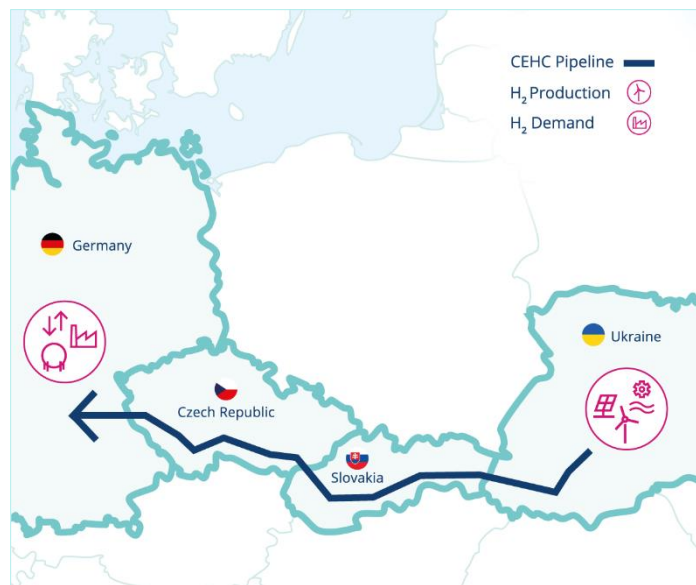 CEHC Pipeline
H₂ Production
H₂ Demand
Germany
Ukraine
Czech Republic
Slovakia